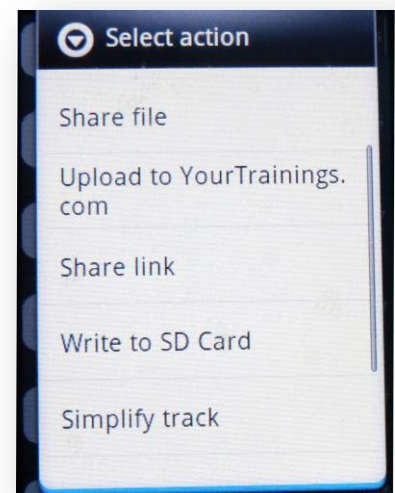 Select action
Share file
Upload to YourTrainings.
com
Share link
Write to SD Card
Simplify track